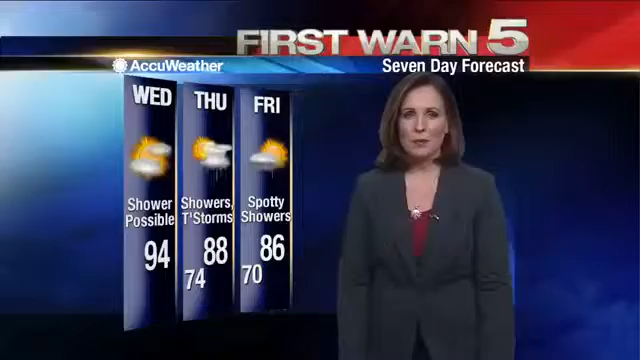 FIRST WARN 5
AccuWeather
Seven Day Forecast
WED
Shower
Possible
94
THU
Showers,
T'Storms
88
74
FRI
Spotty
Showers
86
70